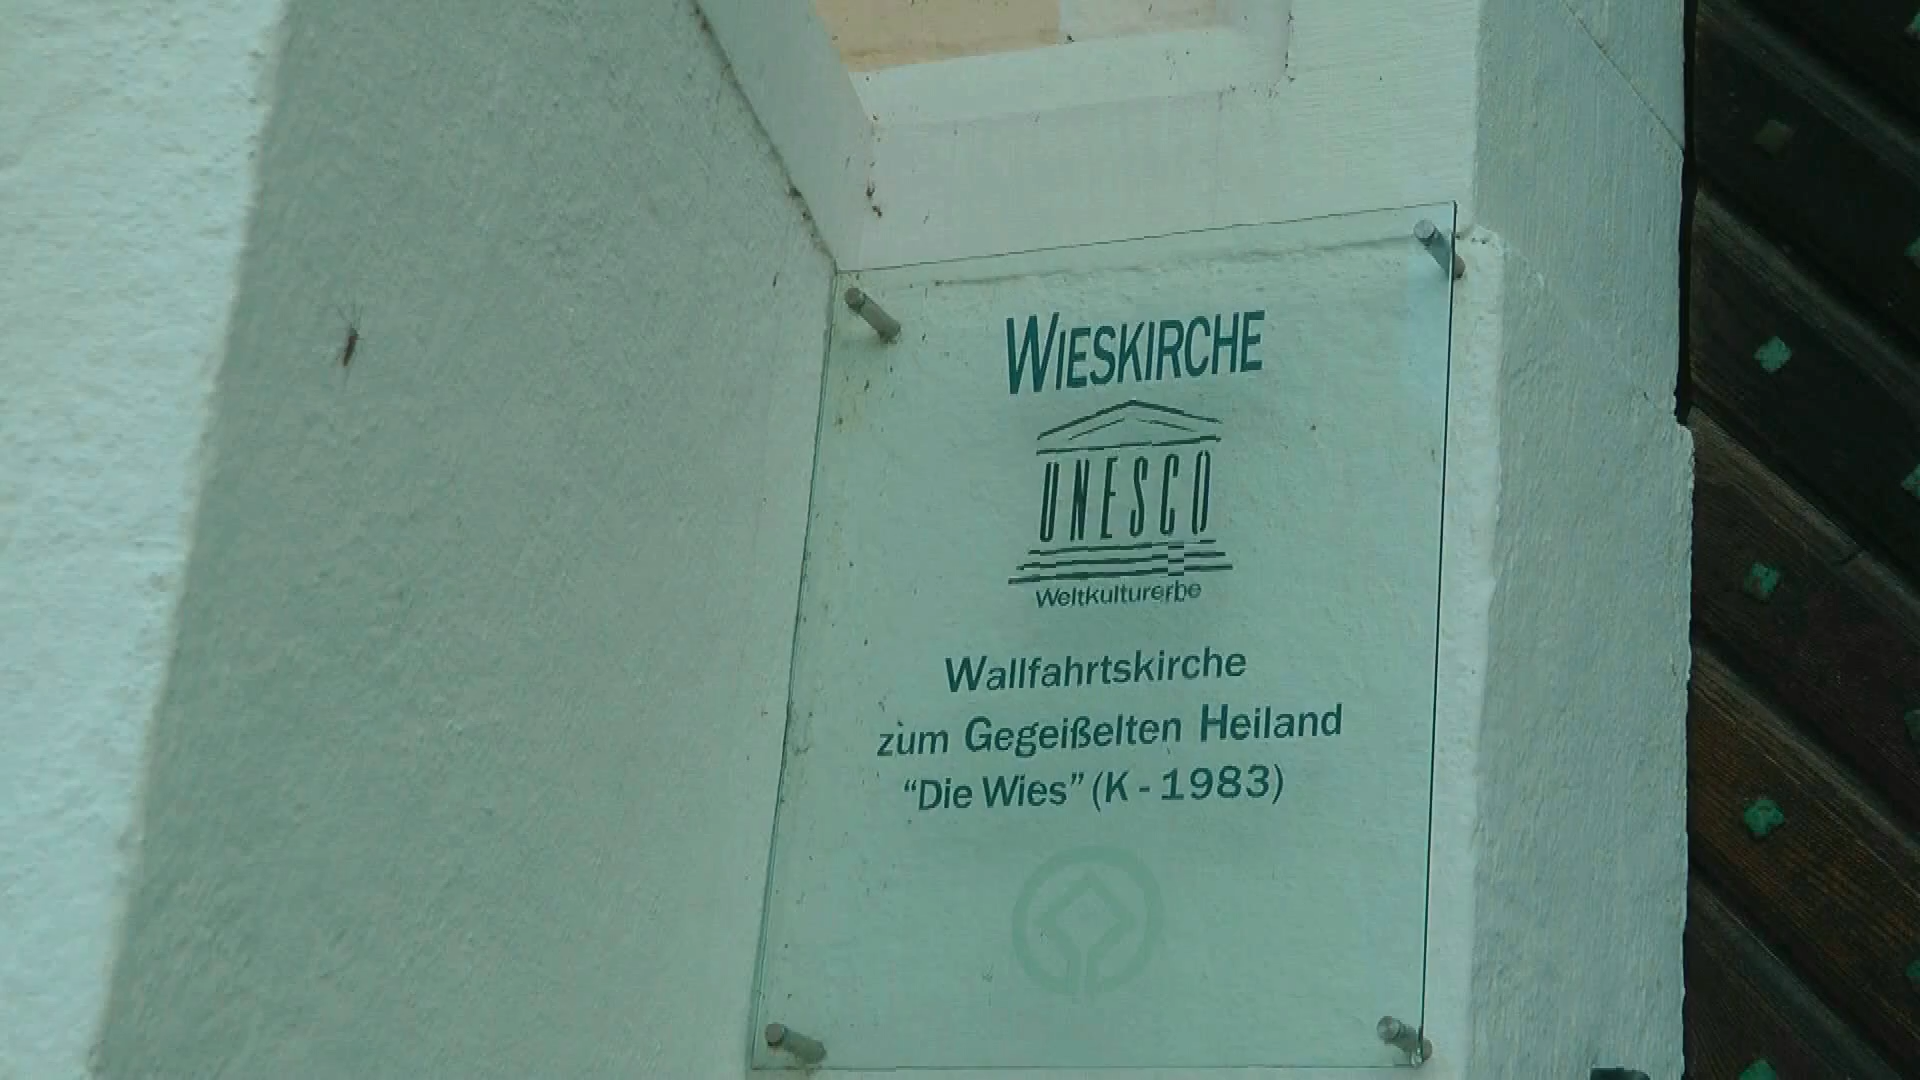 WIESKIRCHE
UNESCO
Weltkulturerbe
Wallfahrtskirche
zum Gegeißelten Heiland
“Die Wies” (K - 1983)